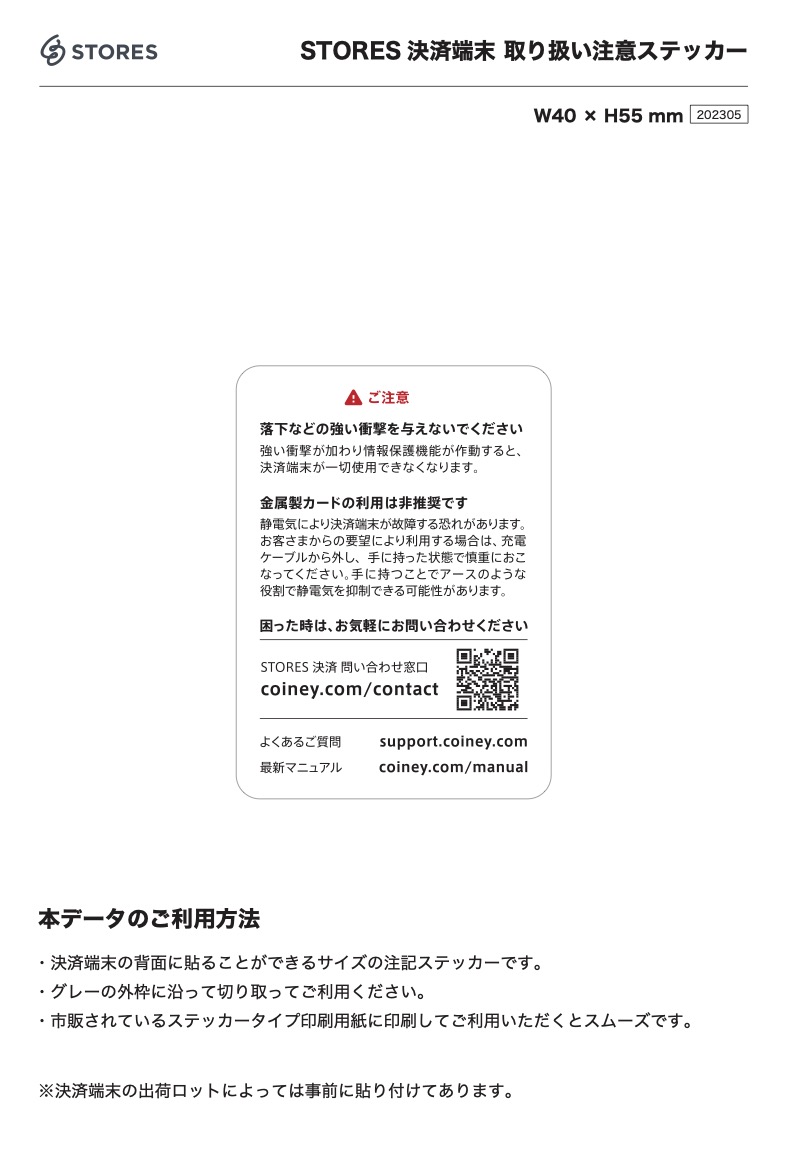 STORES
STORES 決済端末 取り扱い注意ステッカー
W40 × H55 mm 202305
ご注意
落下などの強い衝撃を与えないでください
強い衝撃が加わり情報保護機能が作動すると、
決済端末が一切使用できなくなります。
金属製カードの利用は非推奨です
静電気により決済端末が故障する恐れがあります。
お客さまからの要望により利用する場合は、充電
ケーブルから外し、手に持った状態で慎重におこ
なってください。手に持つことでアースのような
役割で静電気を抑制できる可能性があります。
困った時は、お気軽にお問い合わせください
STORES 決済 問い合わせ窓口
coiney.com/contact
よくあるご質問 support.coiney.com
最新マニュアル coiney.com/manual
本データのご利用方法
・決済端末の背面に貼ることができるサイズの注記ステッカーです。
・グレーの外枠に沿って切り取ってご利用ください。
・市販されているステッカータイプ印刷用紙に印刷してご利用いただくとスムーズです。
※決済端末の出荷ロットによっては事前に貼り付けてあります。